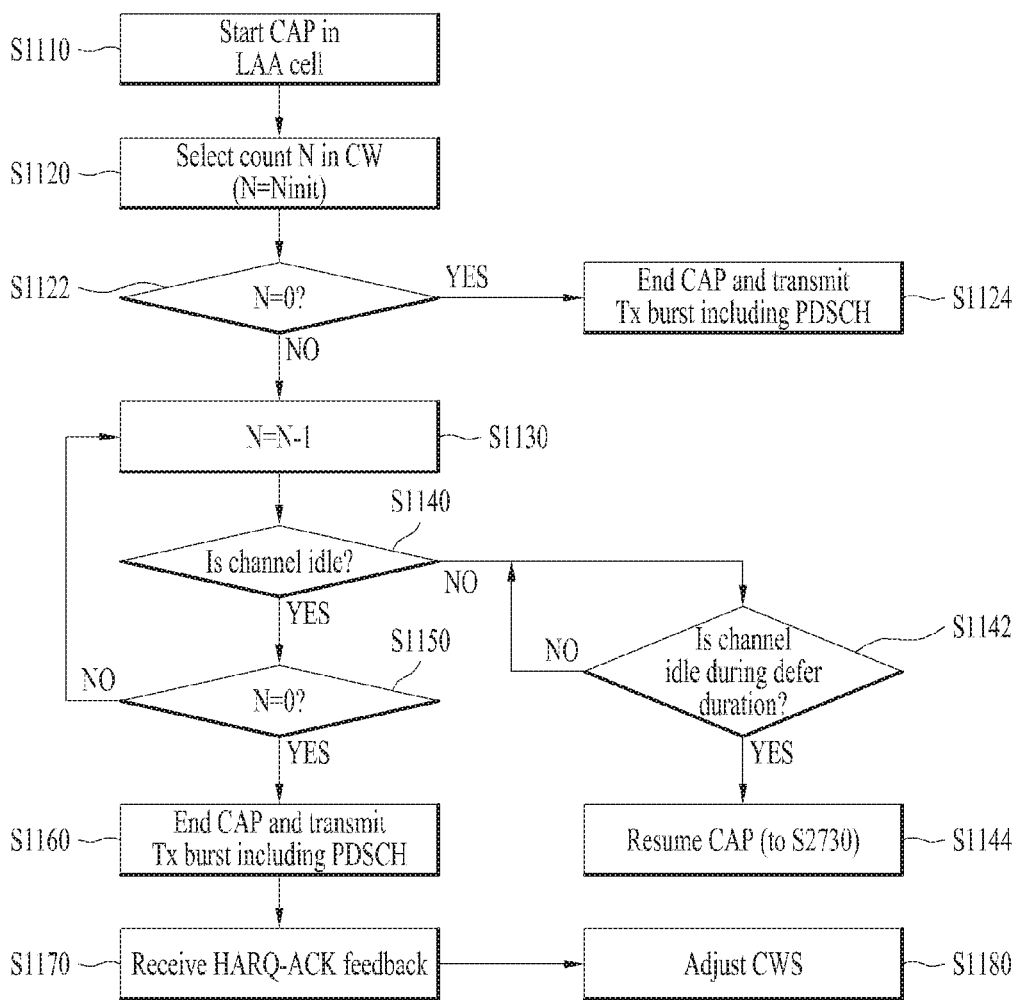 S1110
Start CAP in
LAA cell
S1120
Select count N in CW
(N=Ninit)
S1122
N=0?
YES
End CAP and transmit
Tx burst including PDSCH
S1124
NO
N=N-1
S1130
S1140
Is channel idle?
NO
YES
S1142
Is channel
idle during defer
duration?
NO
YES
S1150
N=0?
NO
YES
S1160
End CAP and transmit
Tx burst including PDSCH
Resume CAP (to S2730)
S1144
S1170
Receive HARQ-ACK feedback
Adjust CWS
S1180